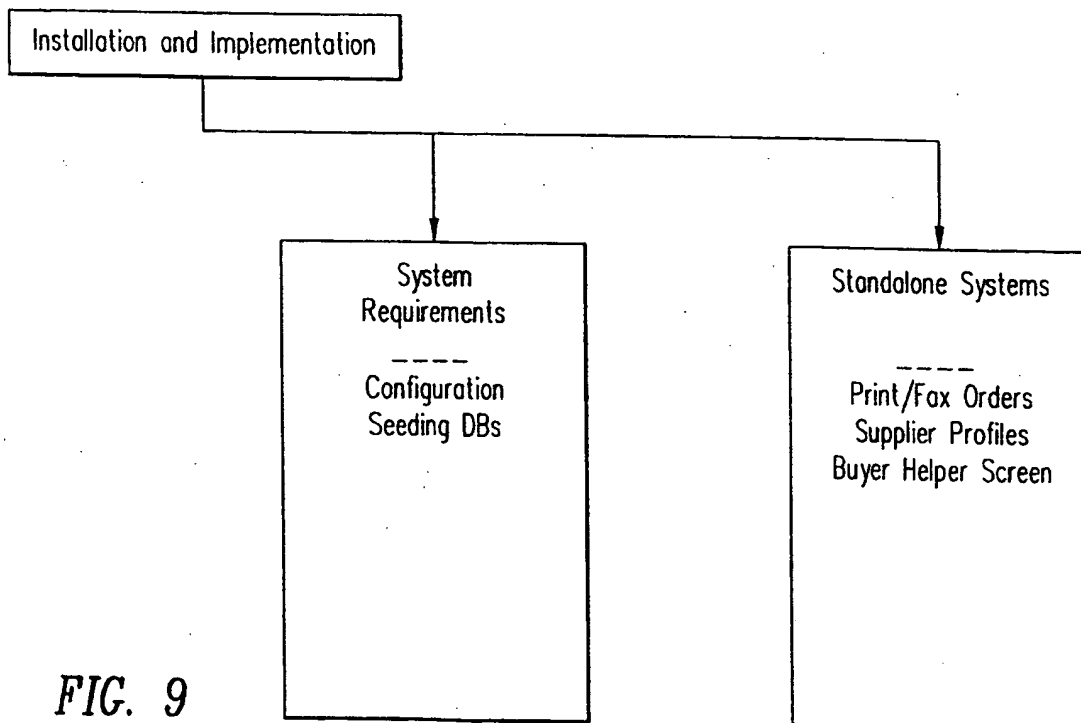 Installation and Implementation
System
Requirements
----
Configuration
Seeding DBs
Standalone Systems
----
Print/Fax Orders
Supplier Profiles
Buyer Helper Screen
FIG. 9